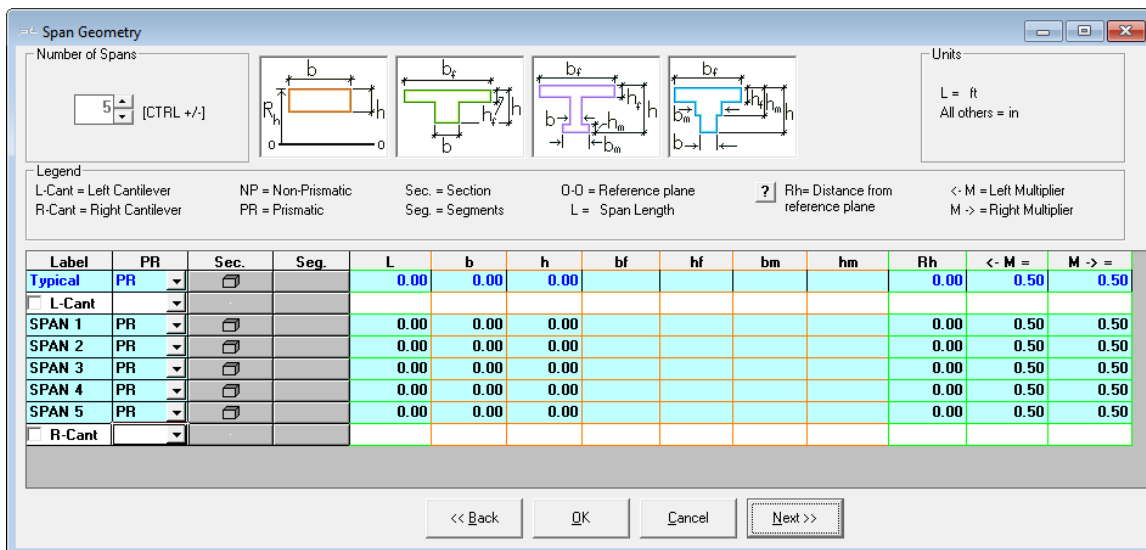 Span Geometry
Number of Spans
5 [CTRL +/-]
b
h
Rh
0 0
bf
hf
h
b
bf
hf
h
b
hm
bm
bf
hf
hm
h
bm
b
Units
L = ft
All others = in
Legend
L-Cant = Left Cantilever NP = Non-Prismatic Sec. = Section O-O = Reference plane ? Rh= Distance from reference plane <- M = Left Multiplier
R-Cant = Right Cantilever PR = Prismatic Seg. = Segments L = Span Length M -> = Right Multiplier
Label PR Sec. Seg. L b h bf hf bm hm Rh <- M = M -> =
Typical PR 0.00 0.00 0.00 0.00 0.50 0.50
L-Cant
SPAN 1 PR 0.00 0.00 0.00 0.00 0.50 0.50
SPAN 2 PR 0.00 0.00 0.00 0.00 0.50 0.50
SPAN 3 PR 0.00 0.00 0.00 0.00 0.50 0.50
SPAN 4 PR 0.00 0.00 0.00 0.00 0.50 0.50
SPAN 5 PR 0.00 0.00 0.00 0.00 0.50 0.50
R-Cant
<< Back OK Cancel Next >>